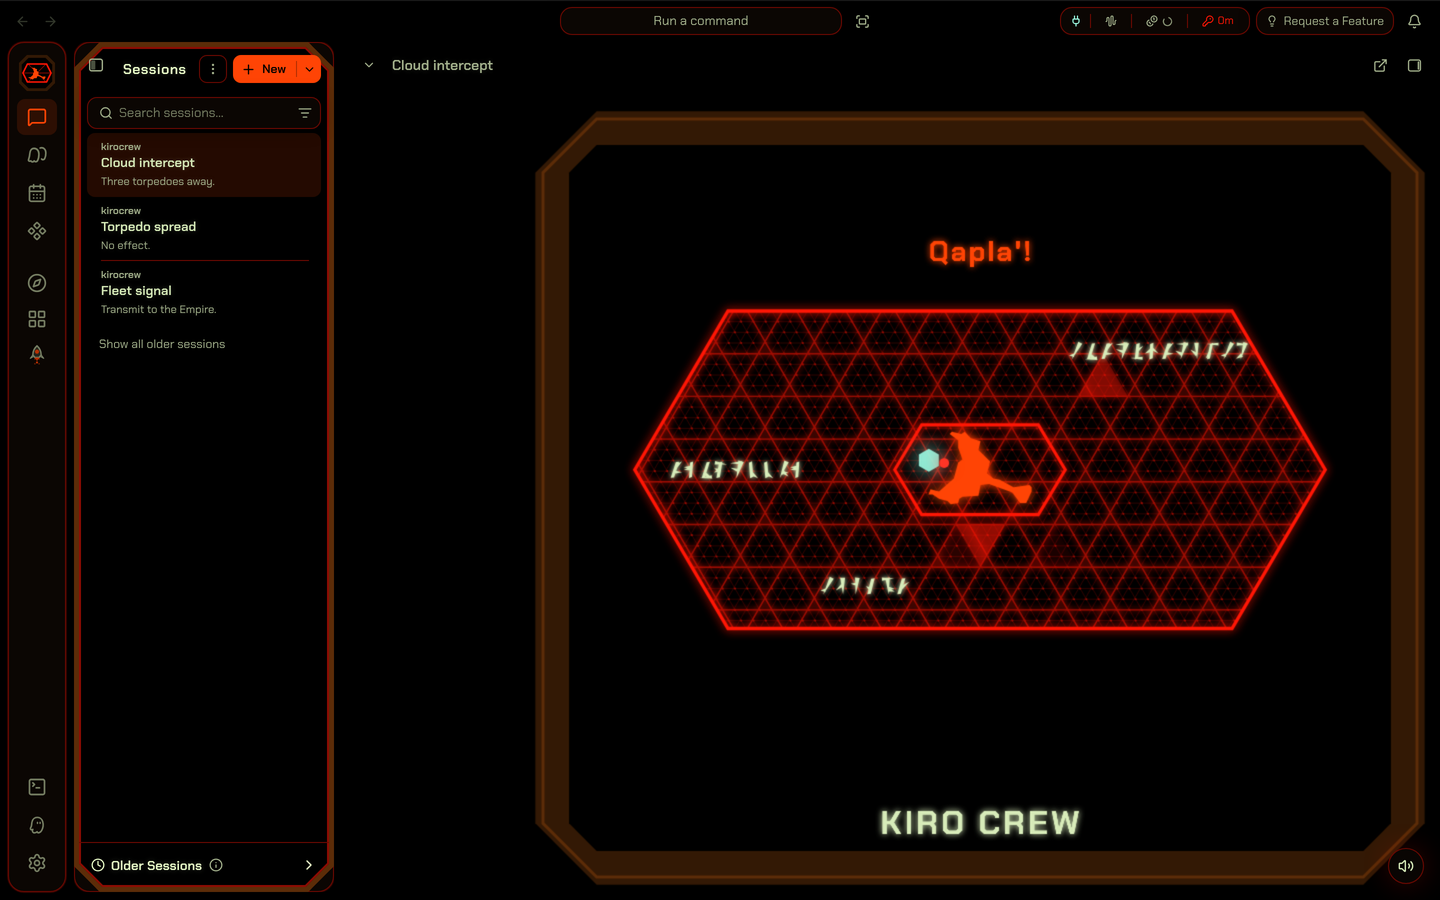 Run a command
0m
Request a Feature
Sessions
New
Cloud intercept
Search sessions...
kirocrew
Cloud intercept
Three torpedoes away.
kirocrew
Torpedo spread
No effect.
kirocrew
Fleet signal
Transmit to the Empire.
Show all older sessions
Qapla'!
KIRO CREW
Older Sessions